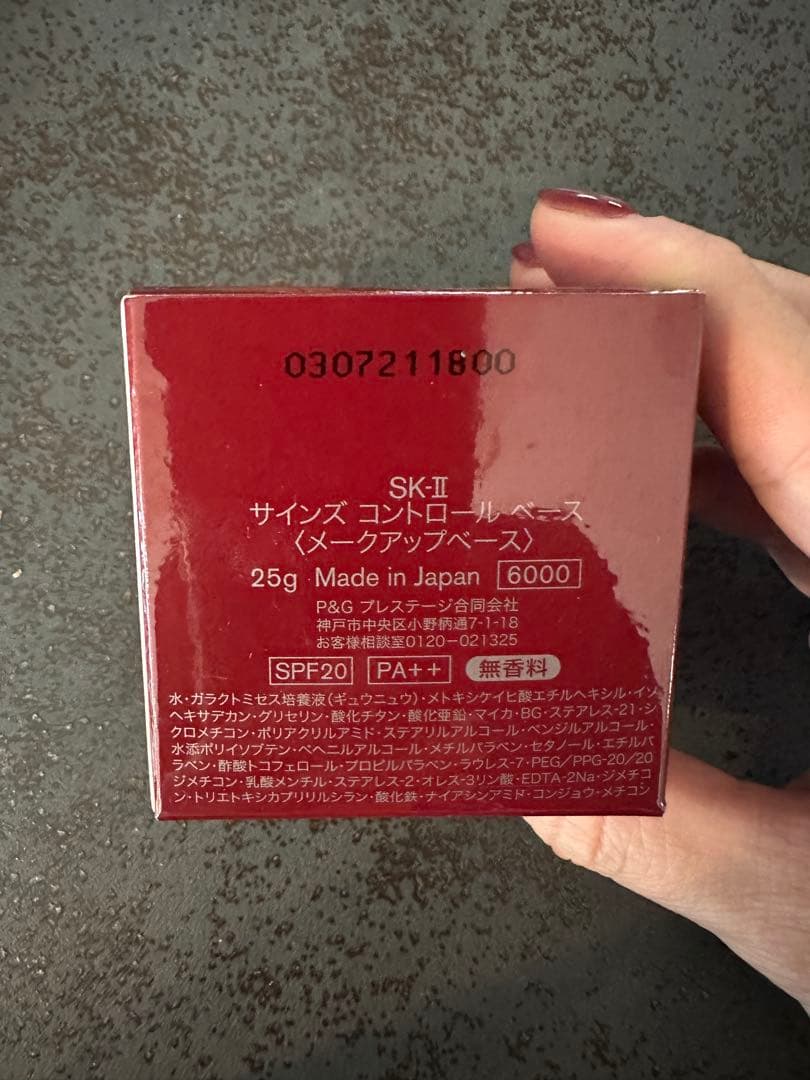 0307211800
SK-II
サインズ コントロール ベース
〈メークアップベース〉
25g Made in Japan 6000
P&G プレステージ合同会社
神戸市中央区小野柄通7-1-18
お客様相談室0120-021325
SPF20 PA++ 無香料
水・ガラクトミセス培養液(ギュウニュウ)・メトキシケイヒ酸エチルヘキシル・イソ
ヘキサデカン・グリセリン・酸化チタン・酸化亜鉛・マイカ・BG・ステアレス-21・シ
クロメチコン・ポリアクリルアミド・ステアリルアルコール・ベンジルアルコール・
水添ポリイソブテン・ベヘニルアルコール・メチルパラベン・セタノール・エチルパ
ラベン・酢酸トコフェロール・プロピルパラベン・ラウレス-7・PEG/PPG-20/20
ジメチコン・乳酸メンチル・ステアレス-2・オレス-3リン酸・EDTA-2Na・ジメチコ
ン・トリエトキシカプリリルシラン・酸化鉄・ナイアシンアミド・コンジョウ・メチコン